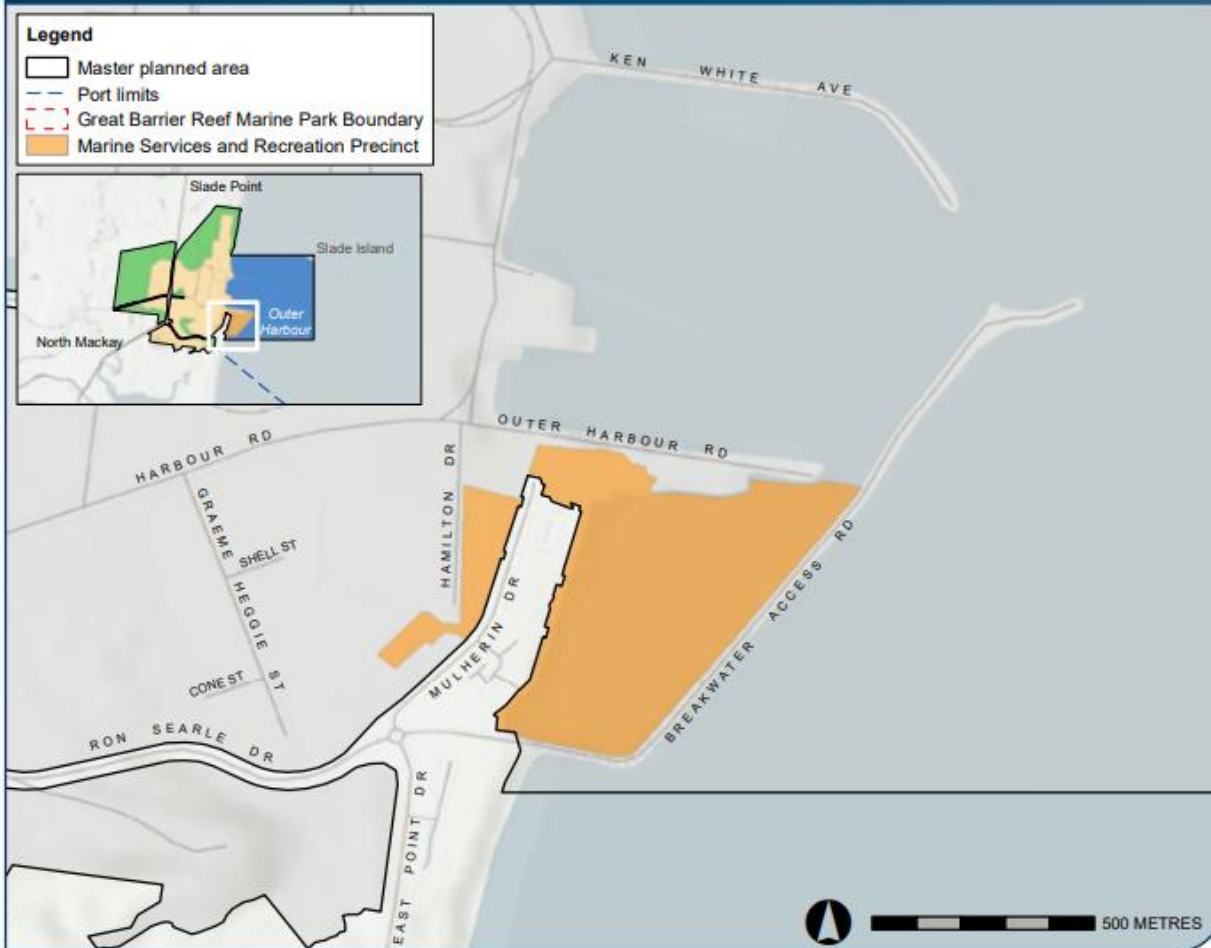 Legend
Master planned area
Port limits
Great Barrier Reef Marine Park Boundary
Marine Services and Recreation Precinct
Slade Point
Slade Island
Outer
Harbour
North Mackay
KEN WHITE AVE
OUTER HARBOUR RD
HARBOUR RD
HAMILTON DR
GRAEME HEGGIE ST
SHELL ST
CONE ST
MULHERIN DR
BREAKWATER ACCESS RD
RON SEARLE DR
EAST POINT DR
500 METRES